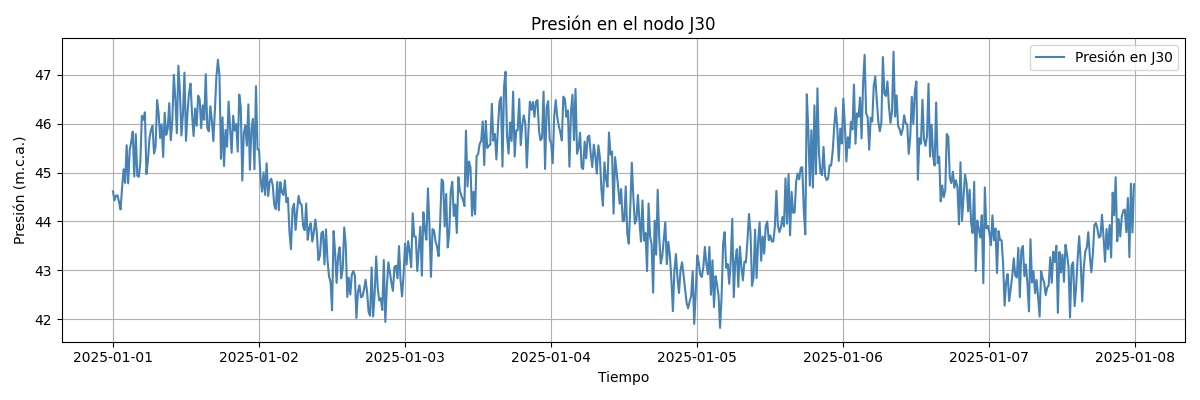 Presión en el nodo J30
Presión en J30
Presión (m.c.a.)
47
46
45
44
43
42
2025-01-01 2025-01-02 2025-01-03 2025-01-04 2025-01-05 2025-01-06 2025-01-07 2025-01-08
Tiempo